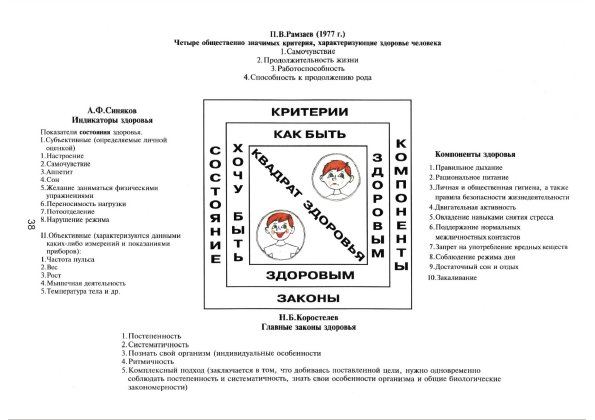 П.В.Рамзаев (1977 г.)
Четыре общественно значимых критерия, характеризующие здоровье человека
1.Самочувствие
2.Продолжительность жизни
3.Работоспособность
4.Способность к продолжению рода
А.Ф.Синяков
Индикаторы здоровья
Показатели состояния здоровья.
I.Субъективные (определяемые личной
оценкой)
1.Настроение
2.Самочувствие
3.Аппетит
4.Сон
5.Желание заниматься физическими
упражнениями
6.Переносимость нагрузки
7.Потоотделение
8.Нарушение режима
38
II.Объективные (характеризуются данными
каких-либо измерений и показаниями
приборов):
1.Частота пульса
2.Вес
3.Рост
4.Мышечная деятельность
5.Температура тела и др.
КРИТЕРИИ
КАК БЫТЬ
СОСТОЯНИЕ
ХОЧУ БЫТЬ
КВАДРАТ ЗДОРОВЬЯ
ЗДОРОВЫМ
КОМПОНЕНТЫ
ЗДОРОВЫМ
ЗАКОНЫ
Компоненты здоровья
1.Правильное дыхание
2.Рациональное питание
3.Личная и общественная гигиена, а также
правила безопасности жизнедеятельности
4.Двигательная активность
5.Овладение навыками снятия стресса
6.Поддержание нормальных
межличностных контактов
7.Запрет на употребление вредных веществ
8.Соблюдение режима дня
9.Достаточный сон и отдых
10.Закаливание
Н.Б.Коростелев
Главные законы здоровья
1.Постепенность
2.Систематичность
3.Познать свой организм (индивидуальные особенности
4.Ритмичность
5.Комплексный подход (заключается в том, что добиваясь поставленной цели, нужно одновременно
соблюдать постепенность и систематичность, знать свои особенности организма и общие биологические
закономерности)